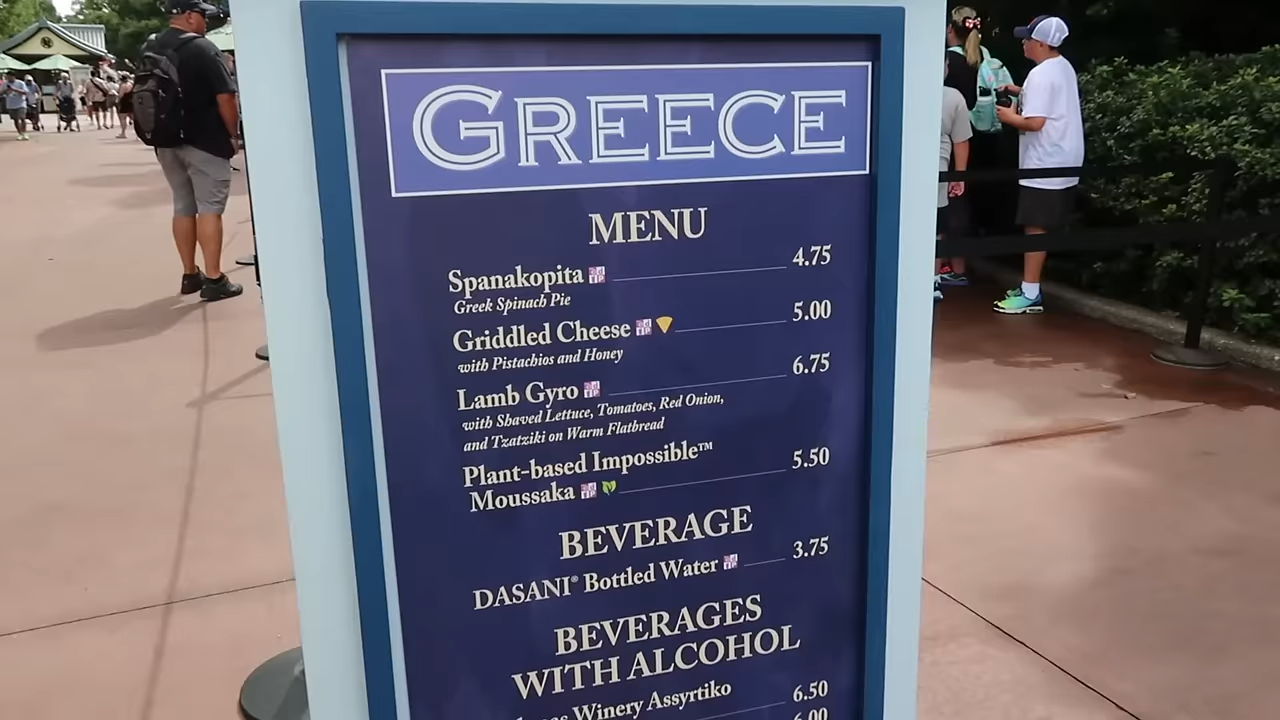 GREECE
MENU
Spanakopita 4.75
Greek Spinach Pie
Griddled Cheese 5.00
with Pistachios and Honey
Lamb Gyro 6.75
with Shaved Lettuce, Tomatoes, Red Onion,
and Tzatziki on Warm Flatbread
Plant-based Impossible™
Moussaka 5.50
BEVERAGE
DASANI® Bottled Water 3.75
BEVERAGES
WITH ALCOHOL
Winery Assyrtiko 6.50
6.00